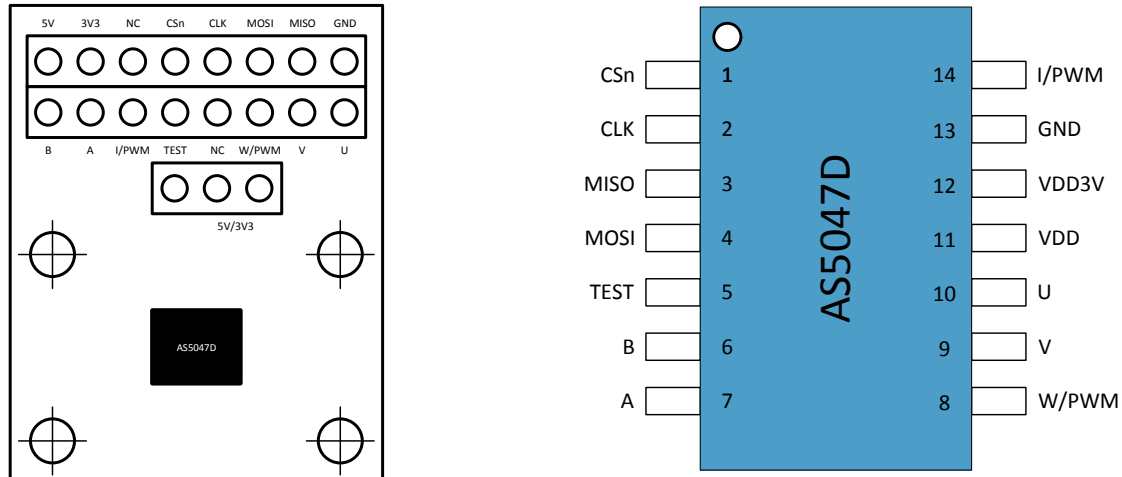 5V 3V3 NC CSn CLK MOSI MISO GND
B A I/PWM TEST NC W/PWM V U
5V/3V3
AS5047D
CSn 1 14 I/PWM
CLK 2 13 GND
MISO 3 12 VDD3V
MOSI 4 11 VDD
TEST 5 10 U
B 6 9 V
A 7 8 W/PWM
AS5047D